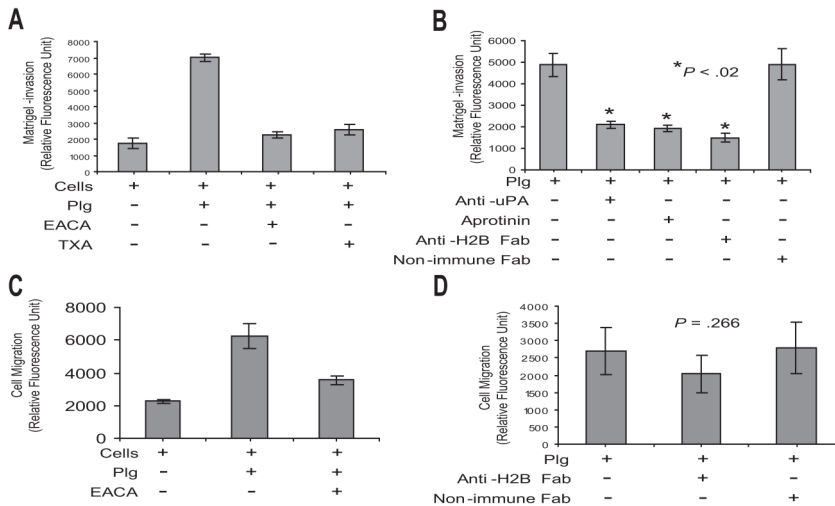 A
Matrigel -invasion
(Relative Fluorescence Unit)
8000
7000
6000
5000
4000
3000
2000
1000
0
Cells + + + +
Plg - + + +
EACA - - + -
TXA - - - +
B
Matrigel -invasion
(Relative Fluorescence Unit)
6000
5000
4000
3000
2000
1000
0
* P < .02
* * *
Plg + + + + +
Anti -uPA - + - - -
Aprotinin - - + - -
Anti -H2B Fab - - - + -
Non-immune Fab - - - - +
C
Cell Migration
(Relative Fluorescence Unit)
8000
6000
4000
2000
0
Cells + + +
Plg - + +
EACA - - +
D
Cell Migration
(Relative Fluorescence Unit)
4000
3500
3000
2500
2000
1500
1000
500
0
P = .266
Plg + + +
Anti -H2B Fab - + -
Non-immune Fab - - +